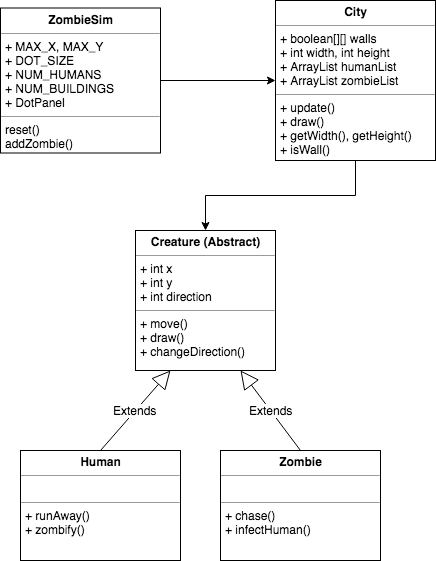 ZombieSim
+ MAX_X, MAX_Y
+ DOT_SIZE
+ NUM_HUMANS
+ NUM_BUILDINGS
+ DotPanel
reset()
addZombie()
City
+ boolean[][] walls
+ int width, int height
+ ArrayList humanList
+ ArrayList zombieList
+ update()
+ draw()
+ getWidth(), getHeight()
+ isWall()
Creature (Abstract)
+ int x
+ int y
+ int direction
+ move()
+ draw()
+ changeDirection()
Extends
Extends
Human
+ runAway()
+ zombify()
Zombie
+ chase()
+ infectHuman()